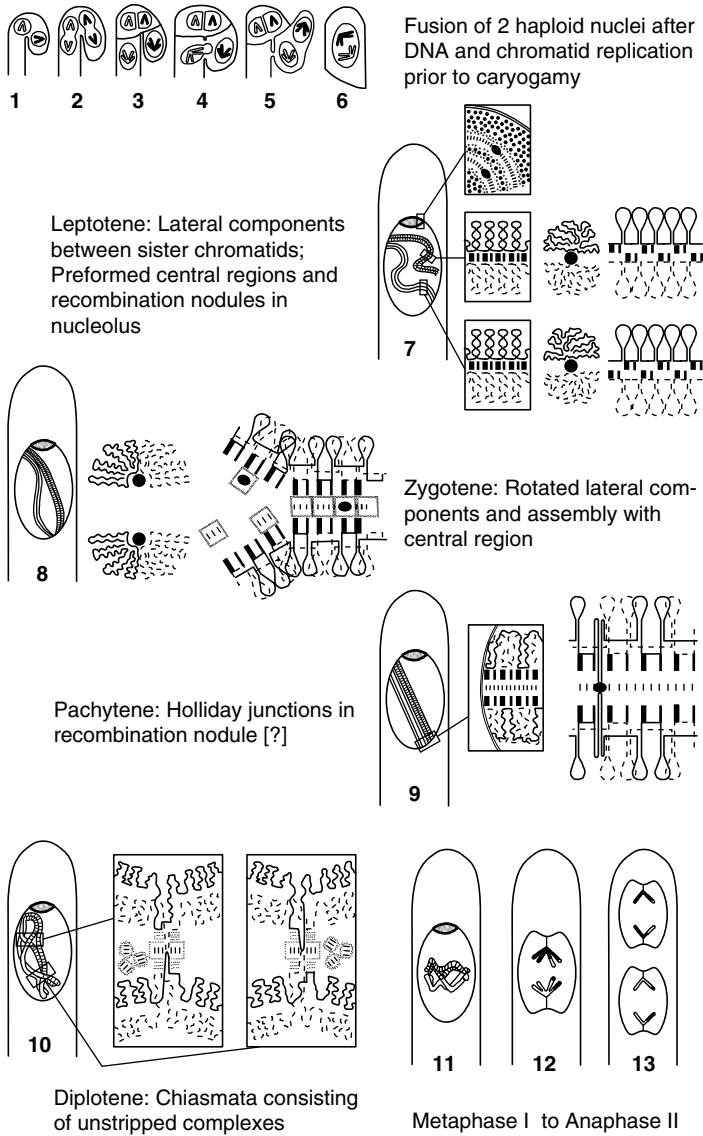 1 2 3 4 5 6
Fusion of 2 haploid nuclei after
DNA and chromatid replication
prior to caryogamy
Leptotene: Lateral components
between sister chromatids;
Preformed central regions and
recombination nodules in
nucleolus
7
8
Zygotene: Rotated lateral com-
ponents and assembly with
central region
Pachytene: Holliday junctions in
recombination nodule [?]
9
10
11 12 13
Diplotene: Chiasmata consisting
of unstripped complexes
Metaphase I to Anaphase II